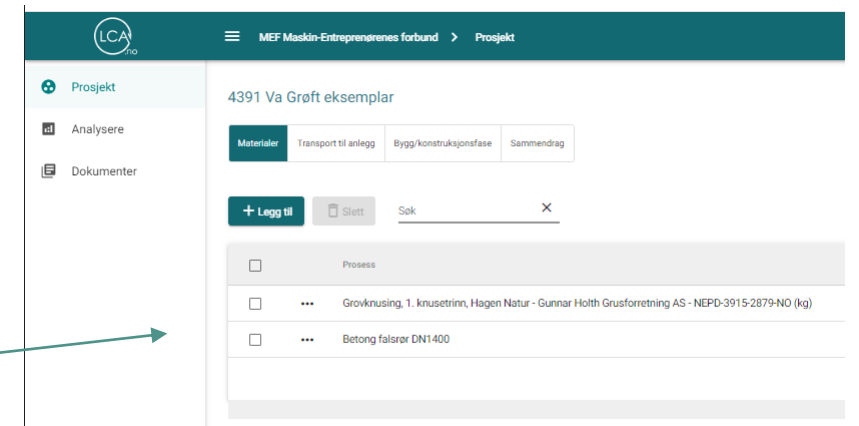 LCA
.no
MEF Maskin-Entreprenørenes forbund > Prosjekt
Prosjekt
Analysere
Dokumenter
4391 Va Grøft eksemplar
Materialer Transport til anlegg Bygg/konstruksjonsfase Sammendrag
+ Legg til Slett Søk ×
Prosess
Grovknusing, 1. knusetrinn, Hagen Natur - Gunnar Holth Grusforretning AS - NEPD-3915-2879-NO (kg)
Betong falsrør DN1400